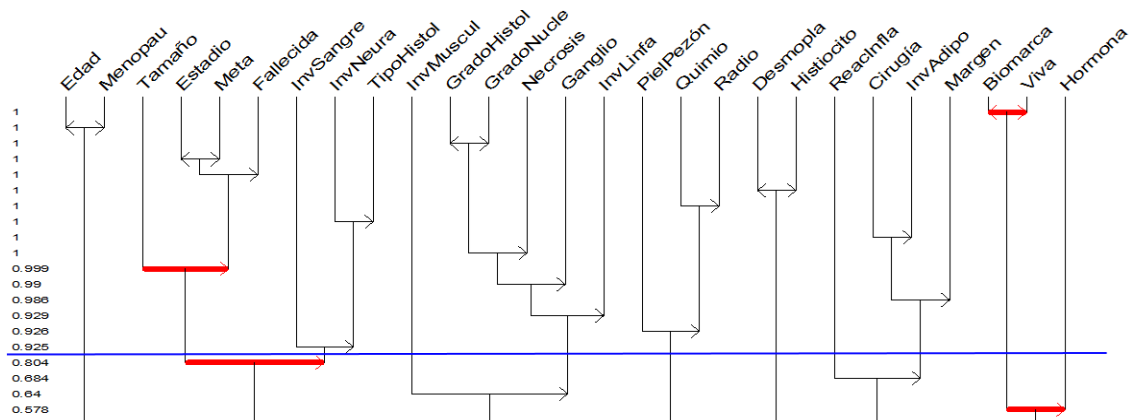 Edad
Menopau
Tamaño
Estadio
Meta
Fallecida
InvSangre
InvNeura
TipoHistol
InvMuscul
GradoHistol
GradoNucle
Necrosis
Ganglio
InvLinfa
PielPezón
Quimio
Radio
Desmopla
Histiocito
ReacInfla
Cirugía
InvAdipo
Margen
Biomarca
Viva
Hormona
1
1
1
1
1
1
1
1
1
1
0.999
0.99
0.986
0.929
0.926
0.925
0.804
0.684
0.64
0.578